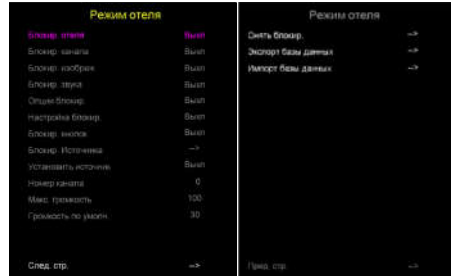 Режим отеля
Блокир. отеля Выкл
Блокир. канала Выкл
Блокир. изображ. Выкл
Блокир. звука Выкл
Опции блокир. Выкл
Настройка блокир. Выкл
Блокир. кнопок Выкл
Блокир. Источника -->
Установить источник Выкл
Номер канала 0
Макс. громкость 100
Громкость по умолч. 30
След. стр. -->
Режим отеля
Снять блокир. -->
Экспорт базы данных -->
Импорт базы данных -->
Пред. стр. -->